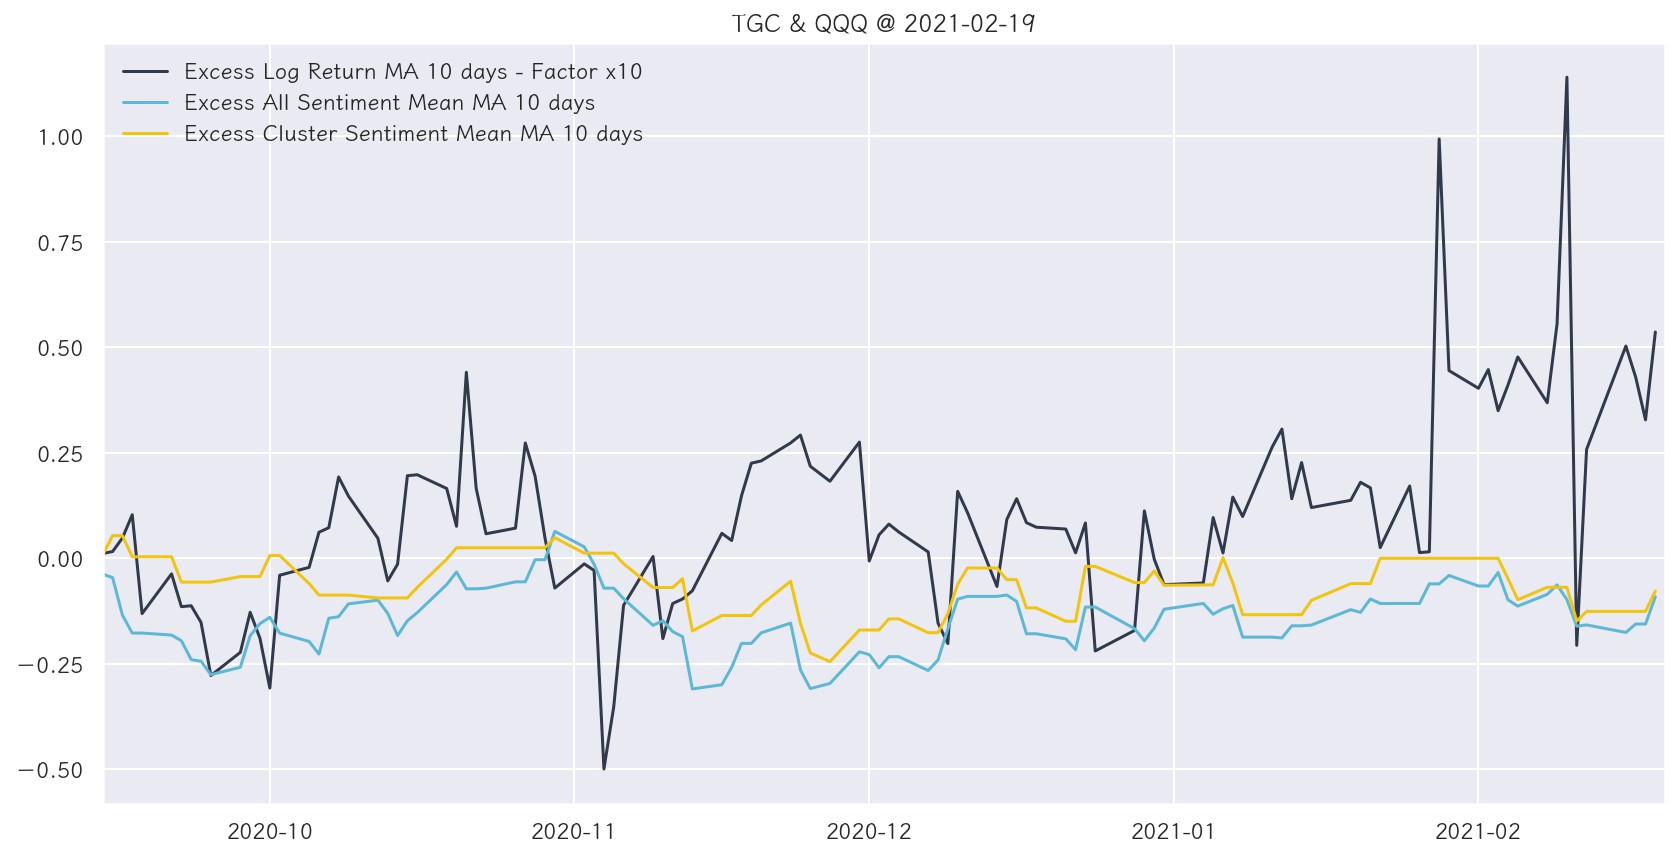 TGC & QQQ @ 2021-02-19
Excess Log Return MA 10 days - Factor x10
Excess All Sentiment Mean MA 10 days
Excess Cluster Sentiment Mean MA 10 days
1.00
0.75
0.50
0.25
0.00
−0.25
−0.50
2020-10 2020-11 2020-12 2021-01 2021-02